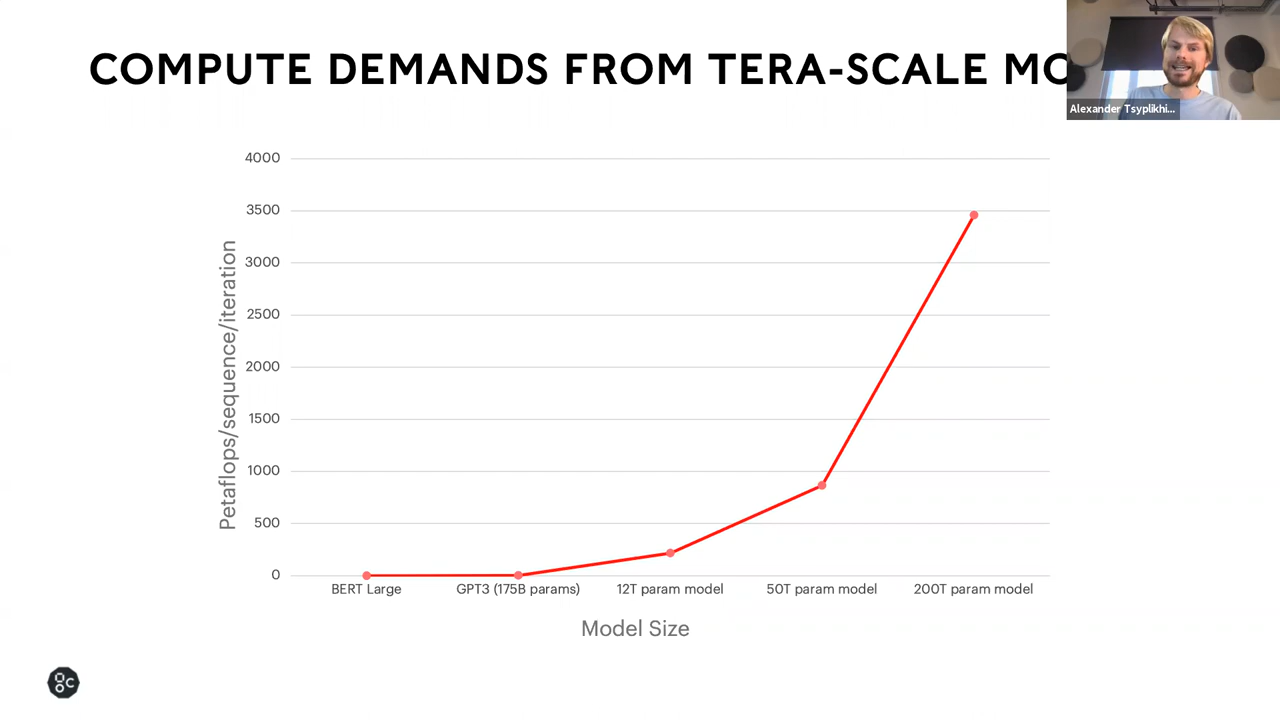 COMPUTE DEMANDS FROM TERA-SCALE MO
Alexander Tsyplikhi...
4000
3500
3000
2500
2000
1500
1000
500
0
Petaflops/sequence/iteration
BERT Large
GPT3 (175B params)
12T param model
50T param model
200T param model
Model Size